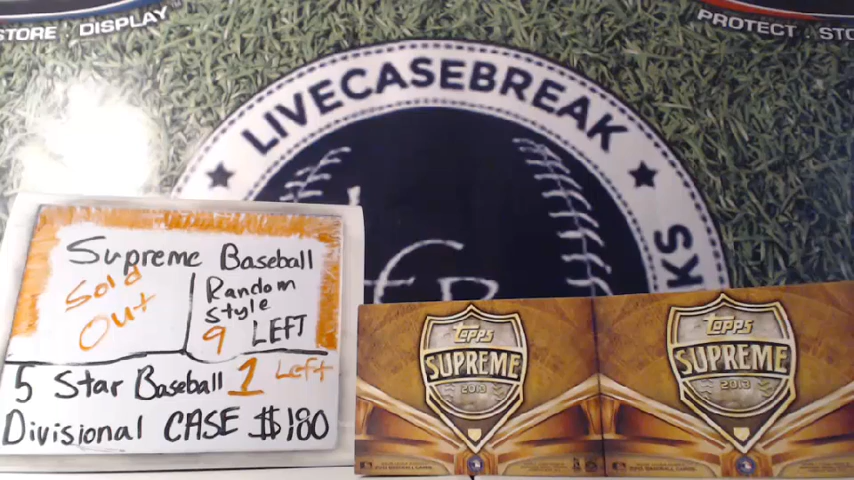 STORE . DISPLAY
PROTECT . STO
LIVECASEBREAK
KS
Supreme Baseball
Sold
Out
Random
Style
9 LEFT
5 Star Baseball 1 Left
Divisional CASE $180
Topps
SUPREME
2013
Topps
SUPREME
2013